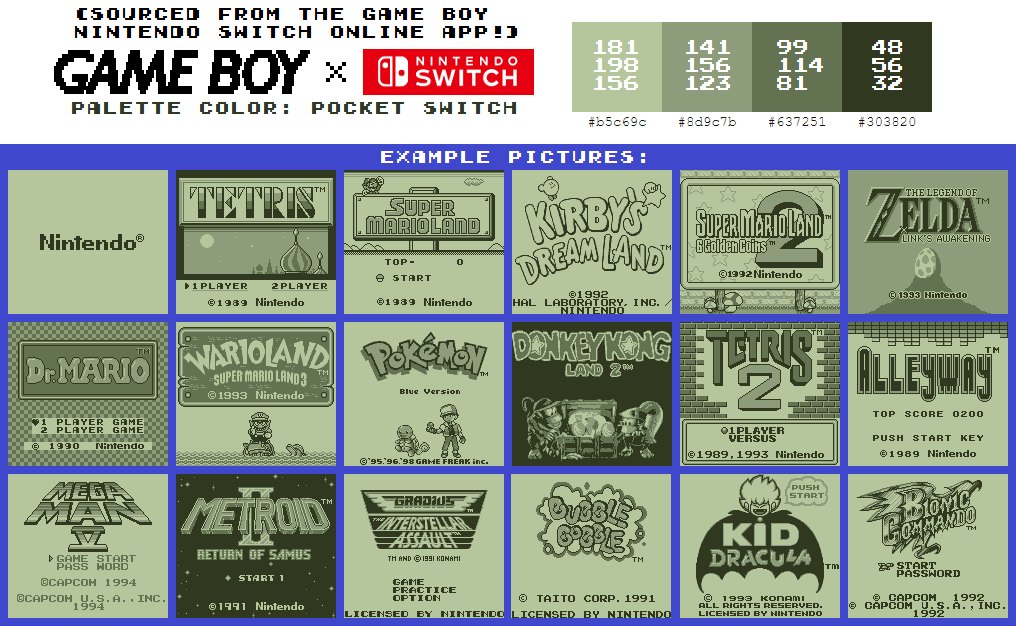 (SOURCED FROM THE GAME BOY
NINTENDO SWITCH ONLINE APP!)
GAME BOY × NINTENDO SWITCH
PALETTE COLOR: POCKET SWITCH
181 141 99 48
198 156 114 56
156 123 81 32
#b5c69c #8d9c7b #637251 #303820
EXAMPLE PICTURES:
Nintendo®
TETRIS™
1PLAYER 2PLAYER
©1989 Nintendo
SUPER
MARIOLAND
TOP- 0
START
©1989 Nintendo
KIRBY'S
DREAM LAND™
©1992
HAL LABORATORY, INC. /
NINTENDO
SUPER MARIO LAND 2™
6 Golden Coins™
©1992 Nintendo
THE LEGEND OF
ZELDA™
LINK'S AWAKENING
© 1993 Nintendo
DR. MARIO™
1 PLAYER GAME
2 PLAYER GAME
© 1990 Nintendo
WARIOLAND
SUPER MARIO LAND 3™
©1993 Nintendo
POKéMON™
Blue Version
©'95.'96.'98 GAME FREAK inc.
DONKEY KONG
LAND 2™
TETRIS™
2
1PLAYER
VERSUS
©1989,1993 Nintendo
ALLEYWAY™
TOP SCORE 0200
PUSH START KEY
©1989 Nintendo
MEGA
MAN
IV
GAME START
PASS WORD
©CAPCOM 1994
©CAPCOM U.S.A.,INC.
1994
METROID™
II
RETURN OF SAMUS
START 1
©1991 Nintendo
GRADIUS
THE INTERSTELLAR
ASSAULT
TM AND ©1991 KONAMI
GAME
PRACTICE
OPTION
LICENSED BY NINTENDO
BUBBLE
BOBBLE™
© TAITO CORP. 1991
LICENSED BY NINTENDO
PUSH
START
KID
DRACULA™
© 1993 KONAMI
ALL RIGHTS RESERVED.
LICENSED BY NINTENDO
BIONIC
COMMANDO™
START
PASSWORD
© CAPCOM 1992
© CAPCOM U.S.A.,INC.
1992